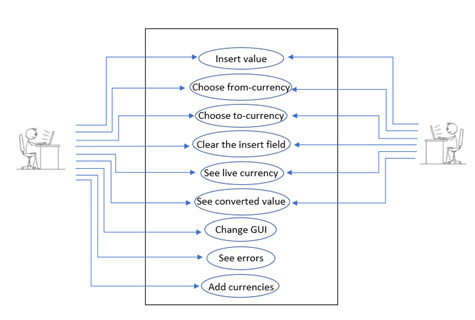 Insert value
Choose from-currency
Choose to-currency
Clear the insert field
See live currency
See converted value
Change GUI
See errors
Add currencies